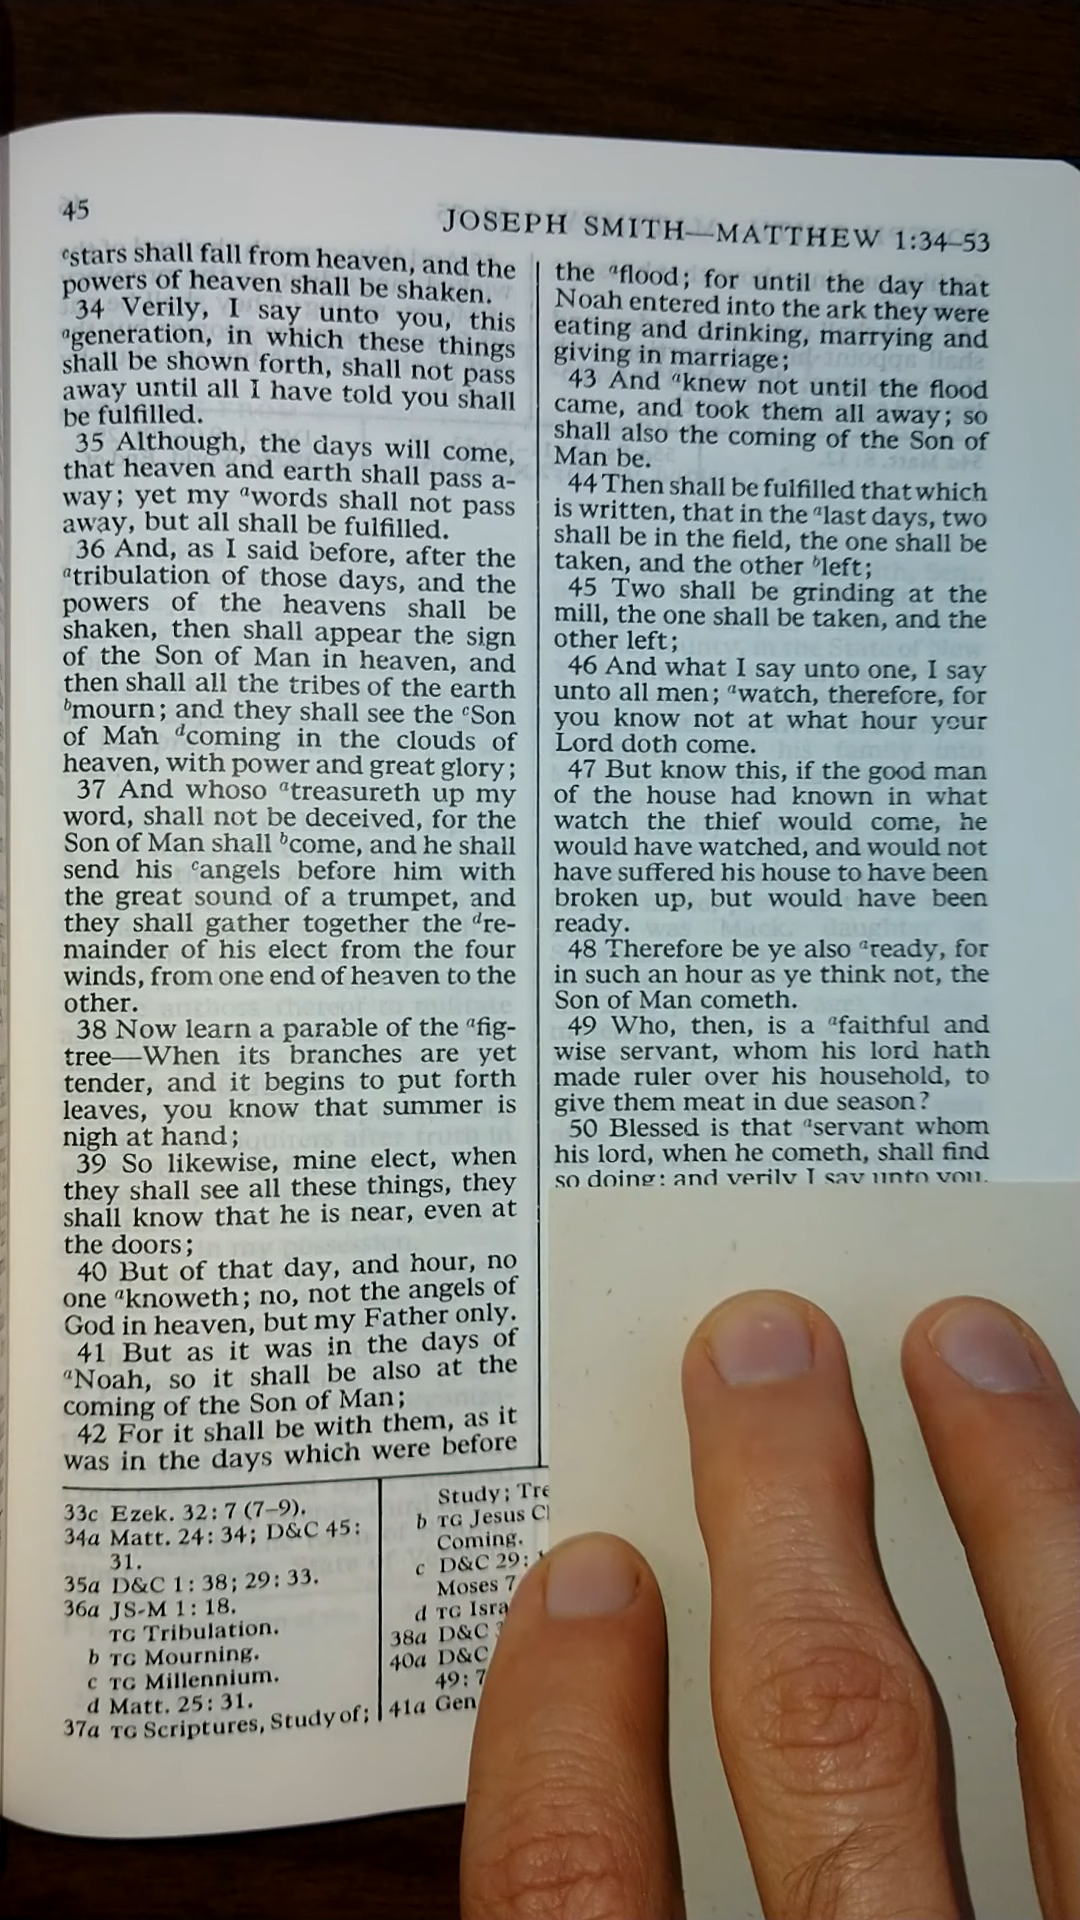 45
JOSEPH SMITH—MATTHEW 1:34–53
cstars shall fall from heaven, and the
powers of heaven shall be shaken.
34 Verily, I say unto you, this
ageneration, in which these things
shall be shown forth, shall not pass
away until all I have told you shall
be fulfilled.
35 Although, the days will come,
that heaven and earth shall pass a-
way; yet my awords shall not pass
away, but all shall be fulfilled.
36 And, as I said before, after the
atribulation of those days, and the
powers of the heavens shall be
shaken, then shall appear the sign
of the Son of Man in heaven, and
then shall all the tribes of the earth
bmourn; and they shall see the cSon
of Man dcoming in the clouds of
heaven, with power and great glory;
37 And whoso atreasureth up my
word, shall not be deceived, for the
Son of Man shall bcome, and he shall
send his cangels before him with
the great sound of a trumpet, and
they shall gather together the dre-
mainder of his elect from the four
winds, from one end of heaven to the
other.
38 Now learn a parable of the afig-
tree—When its branches are yet
tender, and it begins to put forth
leaves, you know that summer is
nigh at hand;
39 So likewise, mine elect, when
they shall see all these things, they
shall know that he is near, even at
the doors;
40 But of that day, and hour, no
one aknoweth; no, not the angels of
God in heaven, but my Father only.
41 But as it was in the days of
aNoah, so it shall be also at the
coming of the Son of Man;
42 For it shall be with them, as it
was in the days which were before
the aflood; for until the day that
Noah entered into the ark they were
eating and drinking, marrying and
giving in marriage;
43 And aknew not until the flood
came, and took them all away; so
shall also the coming of the Son of
Man be.
44 Then shall be fulfilled that which
is written, that in the alast days, two
shall be in the field, the one shall be
taken, and the other bleft;
45 Two shall be grinding at the
mill, the one shall be taken, and the
other left;
46 And what I say unto one, I say
unto all men; awatch, therefore, for
you know not at what hour your
Lord doth come.
47 But know this, if the good man
of the house had known in what
watch the thief would come, he
would have watched, and would not
have suffered his house to have been
broken up, but would have been
ready.
48 Therefore be ye also aready, for
in such an hour as ye think not, the
Son of Man cometh.
49 Who, then, is a afaithful and
wise servant, whom his lord hath
made ruler over his household, to
give them meat in due season?
50 Blessed is that aservant whom
his lord, when he cometh, shall find
so doing; and verily I say unto you,
33c Ezek. 32:7 (7–9).
34a Matt. 24:34; D&C 45:
31.
35a D&C 1:38; 29:33.
36a JS-M 1:18.
TG Tribulation.
b TG Mourning.
c TG Millennium.
d Matt. 25:31.
37a TG Scriptures, Study of;
Study;
b TG Jesus
Coming.
c D&C 29:
Moses 7
d TG
38a D&C
40a D&C
49:7
41a Gen